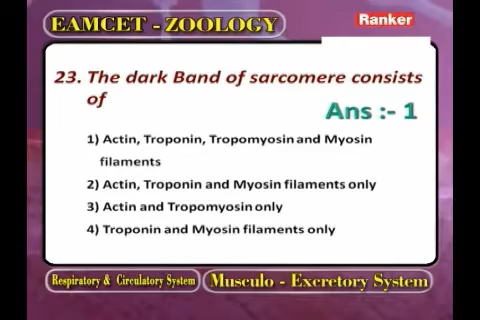 EAMCET - ZOOLOGY
Ranker
23. The dark Band of sarcomere consists
of
Ans :- 1
1) Actin, Troponin, Tropomyosin and Myosin
filaments
2) Actin, Troponin and Myosin filaments only
3) Actin and Tropomyosin only
4) Troponin and Myosin filaments only
Respiratory & Circulatory System
Musculo - Excretory System